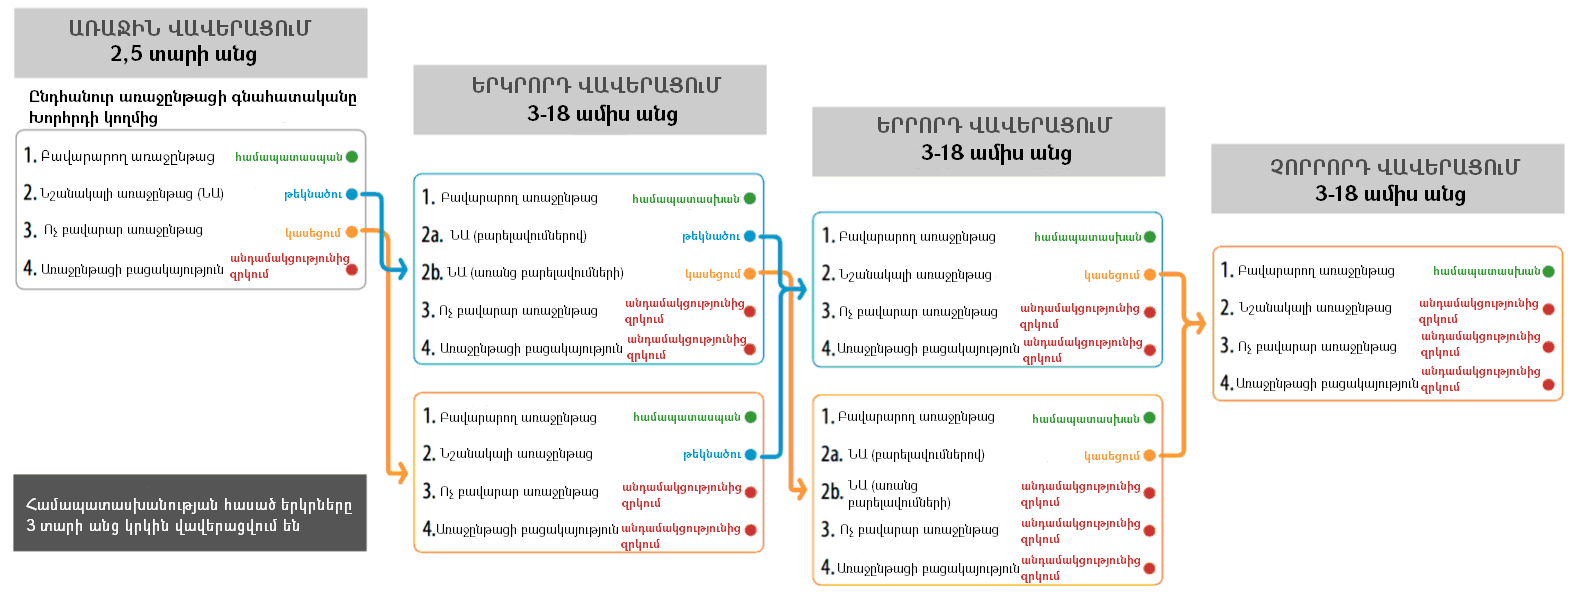 ԱՌԱՋԻՆ ՎԱՎԵՐԱՑՈւՄ
2,5 տարի անց
Ընդհանուր առաջընթացի գնահատականը
Խորհրդի կողմից
1. Բավարարող առաջընթաց համապատասպան
2. Նշանակալի առաջընթաց (ՆԱ) թեկնածու
3. Ոչ բավարար առաջընթաց կասեցում
4. Առաջընթացի բացակայություն անդամակցությունից
զրկում
Համապատասխանության հասած երկրները
3 տարի անց կրկին վավերացվում են
ԵՐԿՐՈՐԴ ՎԱՎԵՐԱՑՈւՄ
3-18 ամիս անց
1. Բավարարող առաջընթաց համապատասխան
2a. ՆԱ (բարելավումներով) թեկնածու
2b. ՆԱ (առանց բարելավումների) կասեցում
3. Ոչ բավարար առաջընթաց անդամակցությունից
զրկում
4. Առաջընթացի բացակայություն անդամակցությունից
զրկում
1. Բավարարող առաջընթաց համապատասպան
2. Նշանակալի առաջընթաց թեկնածու
3. Ոչ բավարար առաջընթաց անդամակցությունից
զրկում
4. Առաջընթացի բացակայություն անդամակցությունից
զրկում
ԵՐՐՈՐԴ ՎԱՎԵՐԱՑՈւՄ
3-18 ամիս անց
1. Բավարարող առաջընթաց համապատասխան
2. Նշանակալի առաջընթաց կասեցում
3. Ոչ բավարար առաջընթաց անդամակցությունից
զրկում
4. Առաջընթացի բացակայություն անդամակցությունից
զրկում
1. Բավարարող առաջընթաց համապատասխան
2a. ՆԱ (բարելավումներով) կասեցում
2b. ՆԱ (առանց անդամակցությունից
բարելավումների) զրկում
3. Ոչ բավարար առաջընթաց անդամակցությունից
զրկում
4. Առաջընթացի բացակայություն անդամակցությունից
զրկում
ՉՈՐՐՈՐԴ ՎԱՎԵՐԱՑՈւՄ
3-18 ամիս անց
1. Բավարարող առաջընթաց համապատասխան
2. Նշանակալի առաջընթաց անդամակցությունից
զրկում
3. Ոչ բավարար առաջընթաց անդամակցությունից
զրկում
4. Առաջընթացի բացակայություն անդամակցությունից
զրկում